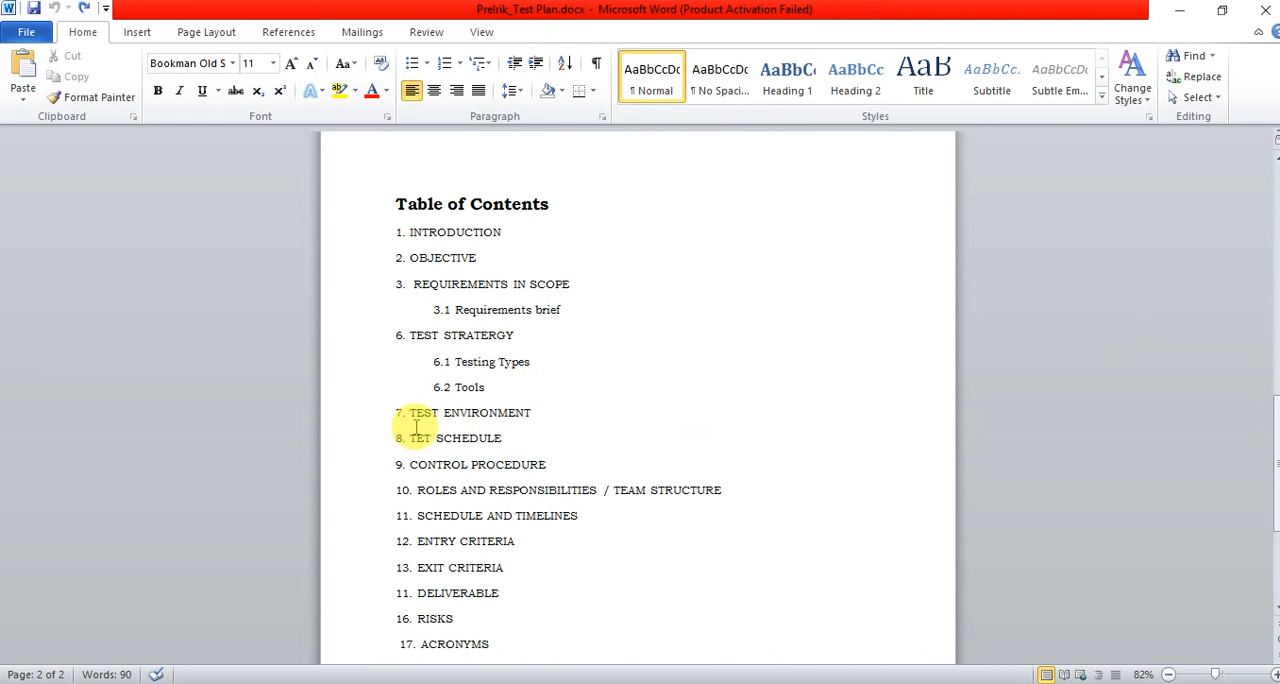 Prelrik_Test Plan.docx - Microsoft Word (Product Activation Failed)
File Home Insert Page Layout References Mailings Review View
Paste
Cut
Copy
Format Painter
Clipboard
Bookman Old S 11
Font
Paragraph
AaBbCcDc ¶ Normal
AaBbCcDc ¶ No Spaci...
AaBbC Heading 1
AaBbCc Heading 2
AaB Title
AaBbCc. Subtitle
AaBbCcDc Subtle Em...
Change Styles
Styles
Find
Replace
Select
Editing
Table of Contents
1. INTRODUCTION
2. OBJECTIVE
3. REQUIREMENTS IN SCOPE
3.1 Requirements brief
6. TEST STRATERGY
6.1 Testing Types
6.2 Tools
7. TEST ENVIRONMENT
8. TET SCHEDULE
9. CONTROL PROCEDURE
10. ROLES AND RESPONSIBILITIES / TEAM STRUCTURE
11. SCHEDULE AND TIMELINES
12. ENTRY CRITERIA
13. EXIT CRITERIA
11. DELIVERABLE
16. RISKS
17. ACRONYMS
Page: 2 of 2 Words: 90 82%